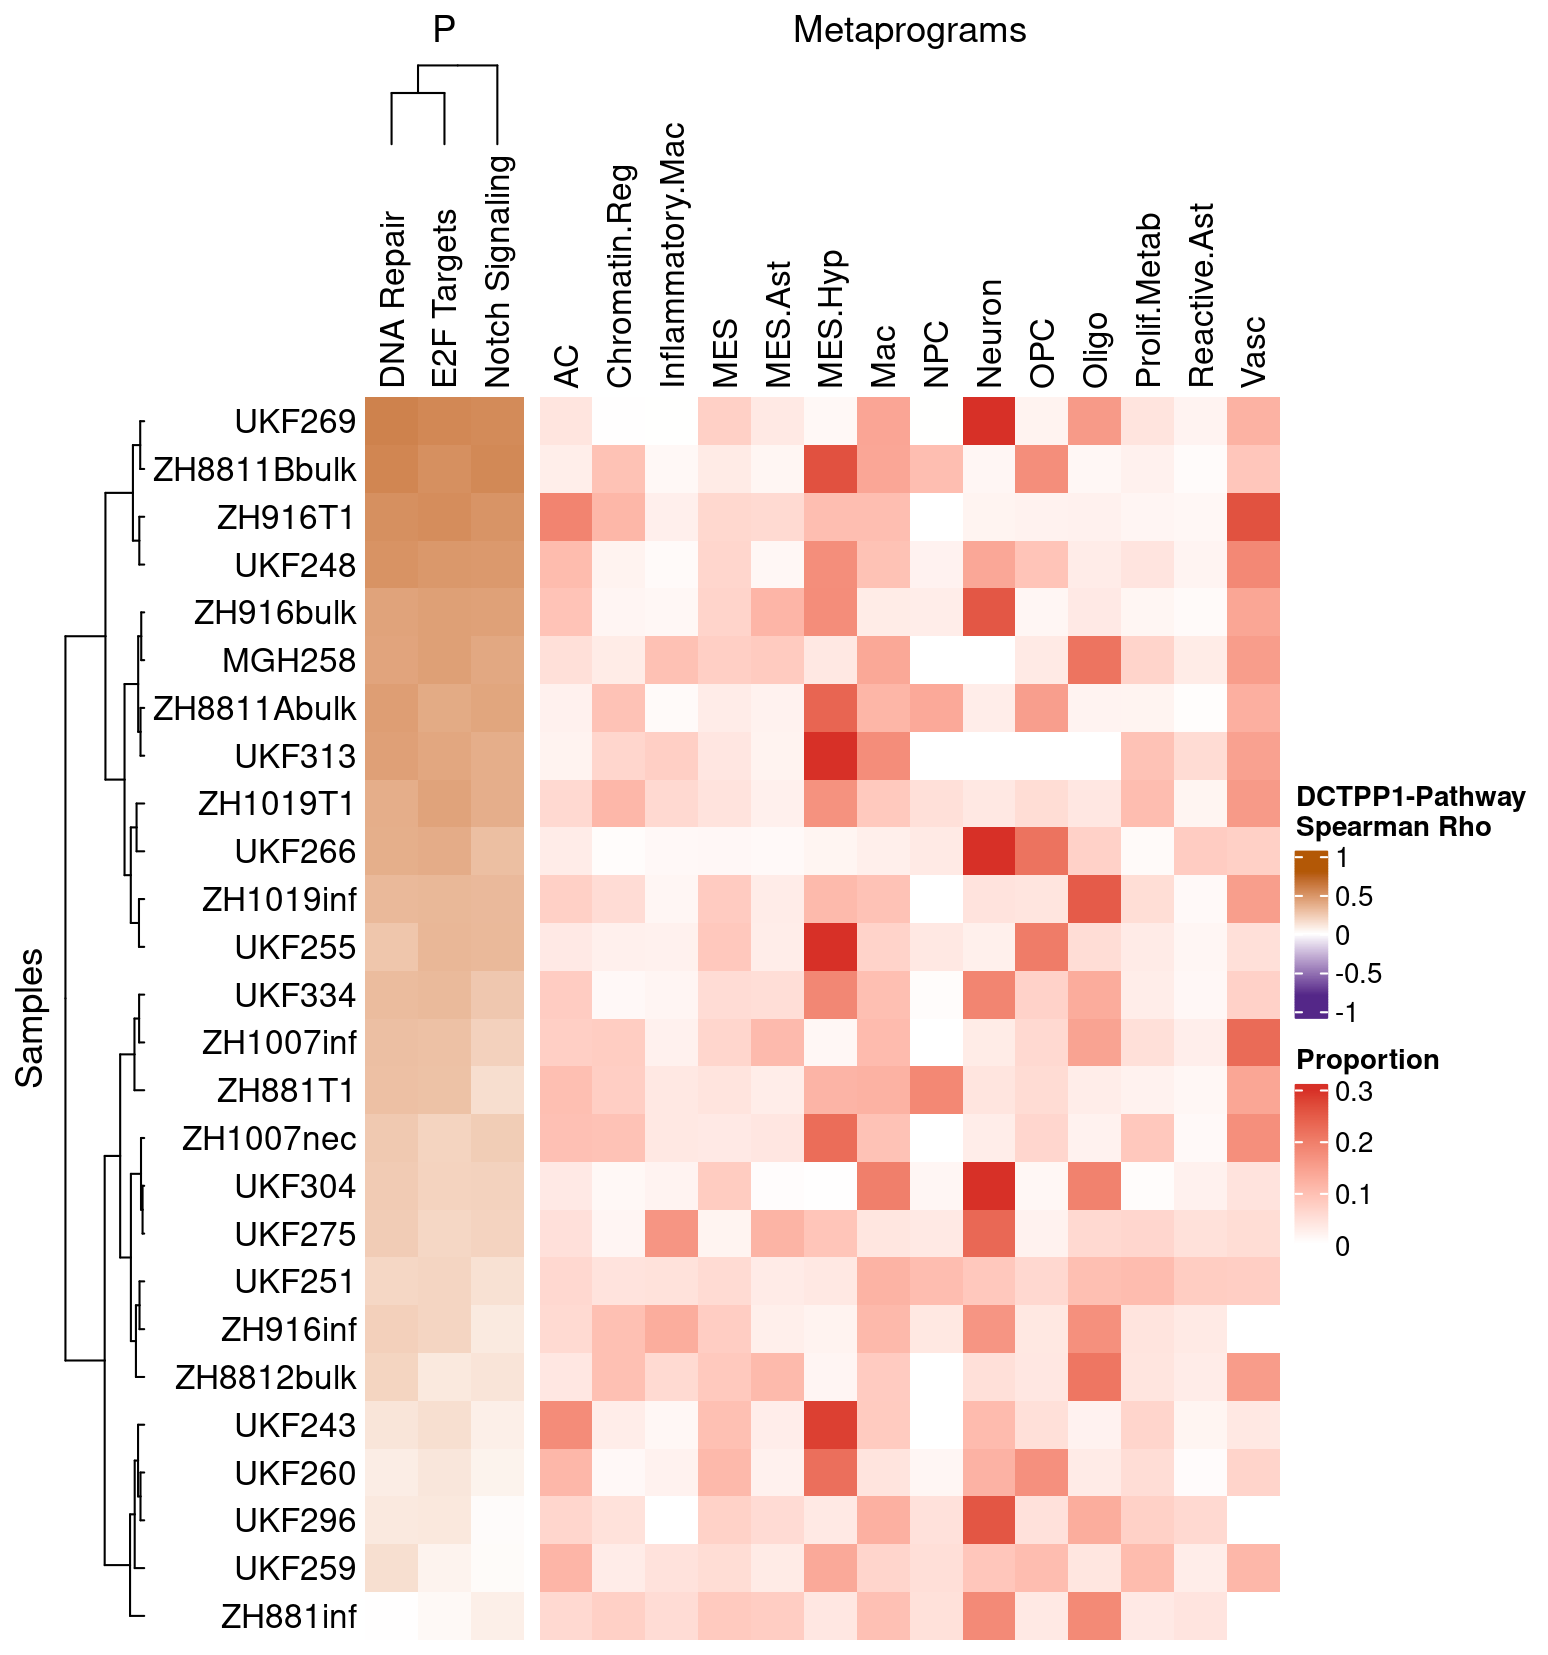 P
Metaprograms
DNA Repair
E2F Targets
Notch Signaling
AC
Chromatin.Reg
Inflammatory.Mac
MES
MES.Ast
MES.Hyp
Mac
NPC
Neuron
OPC
Oligo
Prolif.Metab
Reactive.Ast
Vasc
Samples
UKF269
ZH8811Bbulk
ZH916T1
UKF248
ZH916bulk
MGH258
ZH8811Abulk
UKF313
ZH1019T1
UKF266
ZH1019inf
UKF255
UKF334
ZH1007inf
ZH881T1
ZH1007nec
UKF304
UKF275
UKF251
ZH916inf
ZH8812bulk
UKF243
UKF260
UKF296
UKF259
ZH881inf
DCTPP1-Pathway
Spearman Rho
1
0.5
0
-0.5
-1
Proportion
0.3
0.2
0.1
0